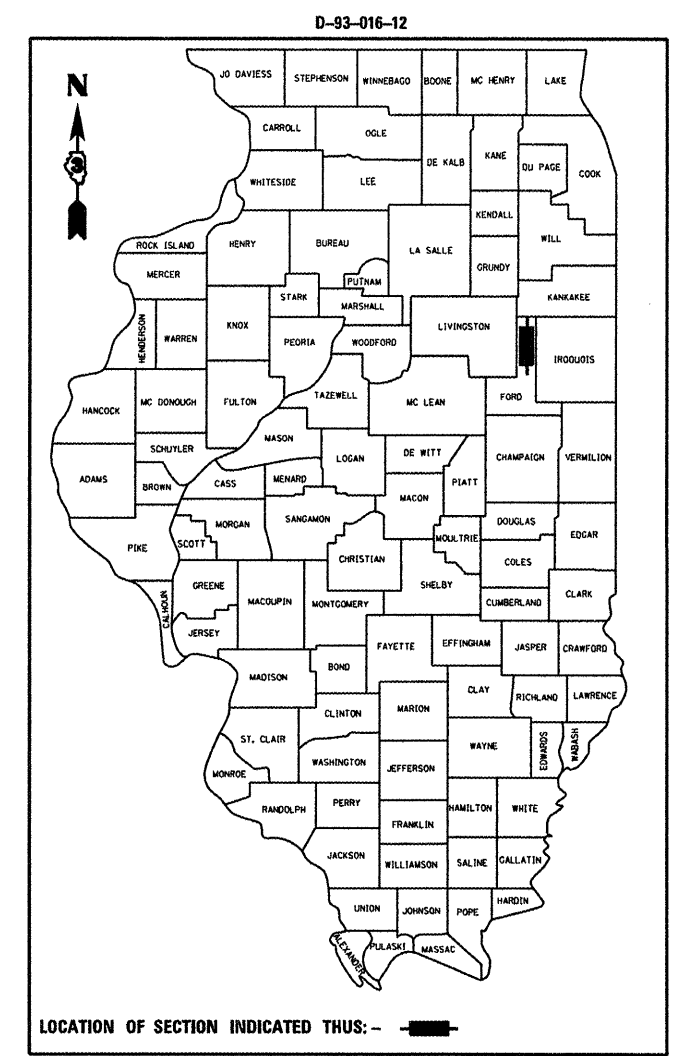 D-93-016-12
N
3
JO DAVIESS
STEPHENSON
WINNEBAGO
BOONE
MC HENRY
LAKE
CARROLL
OGLE
DE KALB
KANE
DU PAGE
COOK
WHITESIDE
LEE
KENDALL
WILL
ROCK ISLAND
HENRY
BUREAU
LA SALLE
GRUNDY
MERCER
PUTNAM
STARK
MARSHALL
KANKAKEE
HENDERSON
WARREN
KNOX
PEORIA
WOODFORD
LIVINGSTON
IROQUOIS
HANCOCK
MC DONOUGH
FULTON
TAZEWELL
MC LEAN
FORD
MASON
SCHUYLER
LOGAN
DE WITT
CHAMPAIGN
VERMILION
ADAMS
BROWN
CASS
MENARD
MACON
PIATT
PIKE
SCOTT
MORGAN
SANGAMON
CHRISTIAN
MOULTRIE
DOUGLAS
EDGAR
COLES
CALHOUN
GREENE
MACOUPIN
MONTGOMERY
SHELBY
CUMBERLAND
CLARK
JERSEY
FAYETTE
EFFINGHAM
JASPER
CRAWFORD
MADISON
BOND
CLAY
RICHLAND
LAWRENCE
CLINTON
MARION
ST. CLAIR
WAYNE
EDWARDS
WABASH
MONROE
WASHINGTON
JEFFERSON
RANDOLPH
PERRY
HAMILTON
WHITE
FRANKLIN
JACKSON
WILLIAMSON
SALINE
GALLATIN
UNION
JOHNSON
POPE
HARDIN
ALEXANDER
PULASKI
MASSAC
LOCATION OF SECTION INDICATED THUS: -